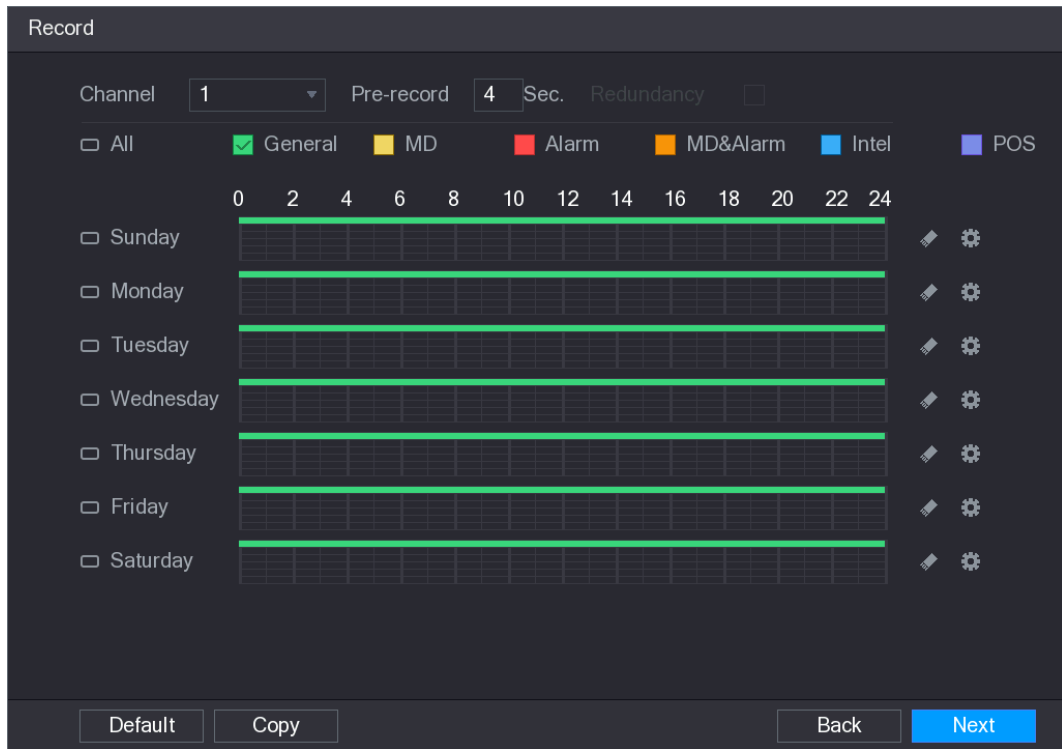 Record
Channel 1 Pre-record 4 Sec. Redundancy
All General MD Alarm MD&Alarm Intel POS
0 2 4 6 8 10 12 14 16 18 20 22 24
Sunday
Monday
Tuesday
Wednesday
Thursday
Friday
Saturday
Default Copy Back Next